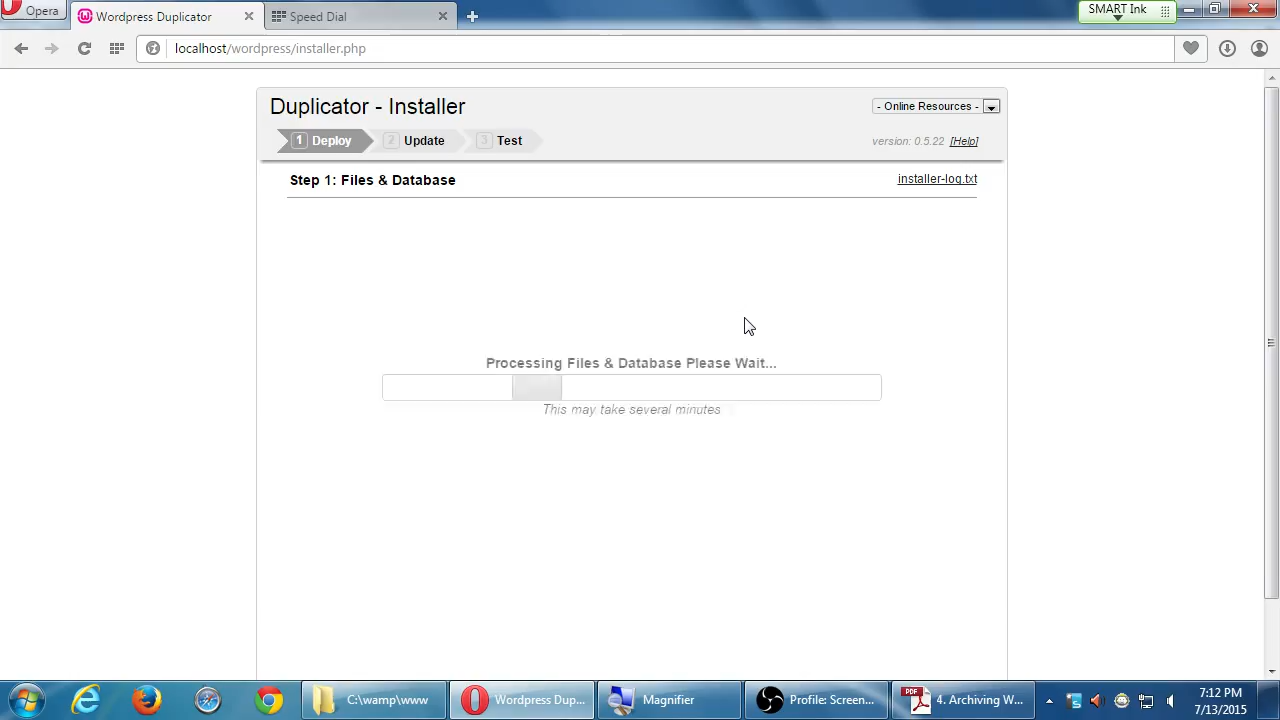 Opera
Wordpress Duplicator
Speed Dial
SMART Ink
localhost/wordpress/installer.php
Duplicator - Installer
- Online Resources -
1 Deploy
2 Update
3 Test
version: 0.5.22 [Help]
Step 1: Files & Database
installer-log.txt
Processing Files & Database Please Wait...
This may take several minutes
C:\wamp\www
Wordpress Dup...
Magnifier
Profile: Screen...
PDF
4. Archiving W...
7:12 PM
7/13/2015